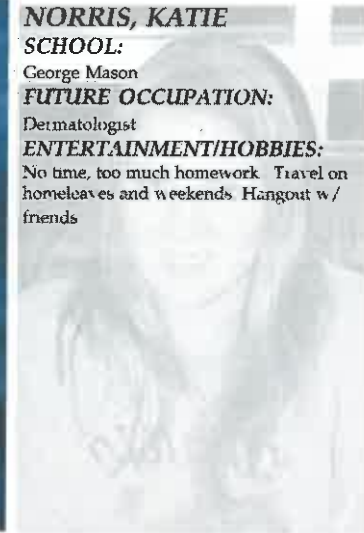 NORRIS, KATIE
SCHOOL:
George Mason
FUTURE OCCUPATION:
Dermatologist
ENTERTAINMENT/HOBBIES:
No time, too much homework Travel on
homeleaves and weekends Hangout w/
friends